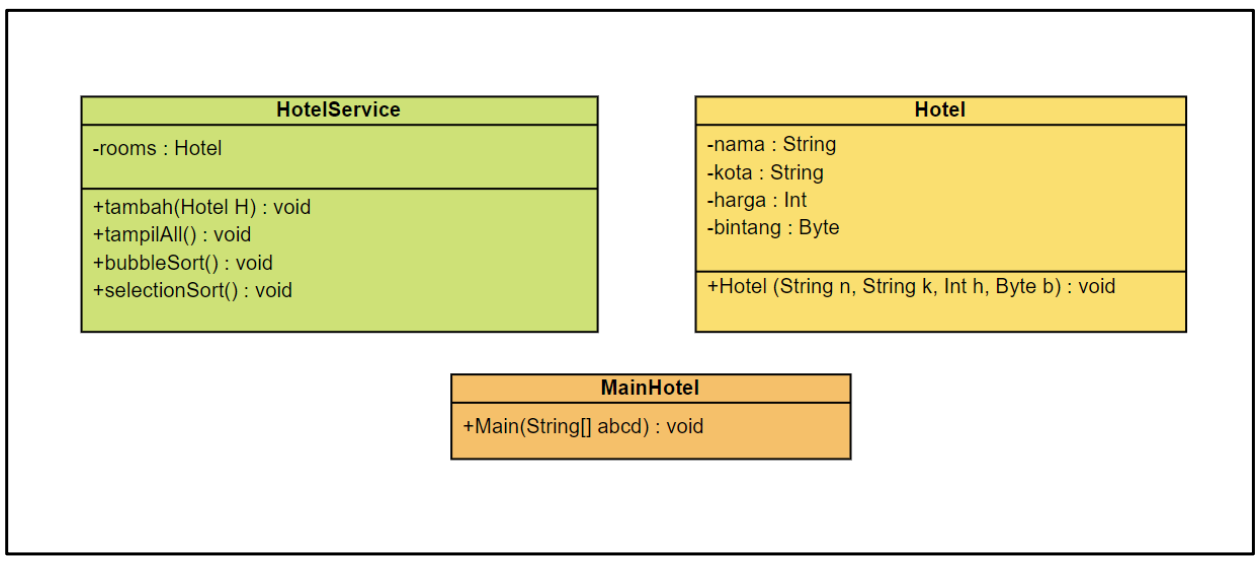 HotelService
-rooms : Hotel
+tambah(Hotel H) : void
+tampilAll() : void
+bubbleSort() : void
+selectionSort() : void
Hotel
-nama : String
-kota : String
-harga : Int
-bintang : Byte
+Hotel (String n, String k, Int h, Byte b) : void
MainHotel
+Main(String[] abcd) : void